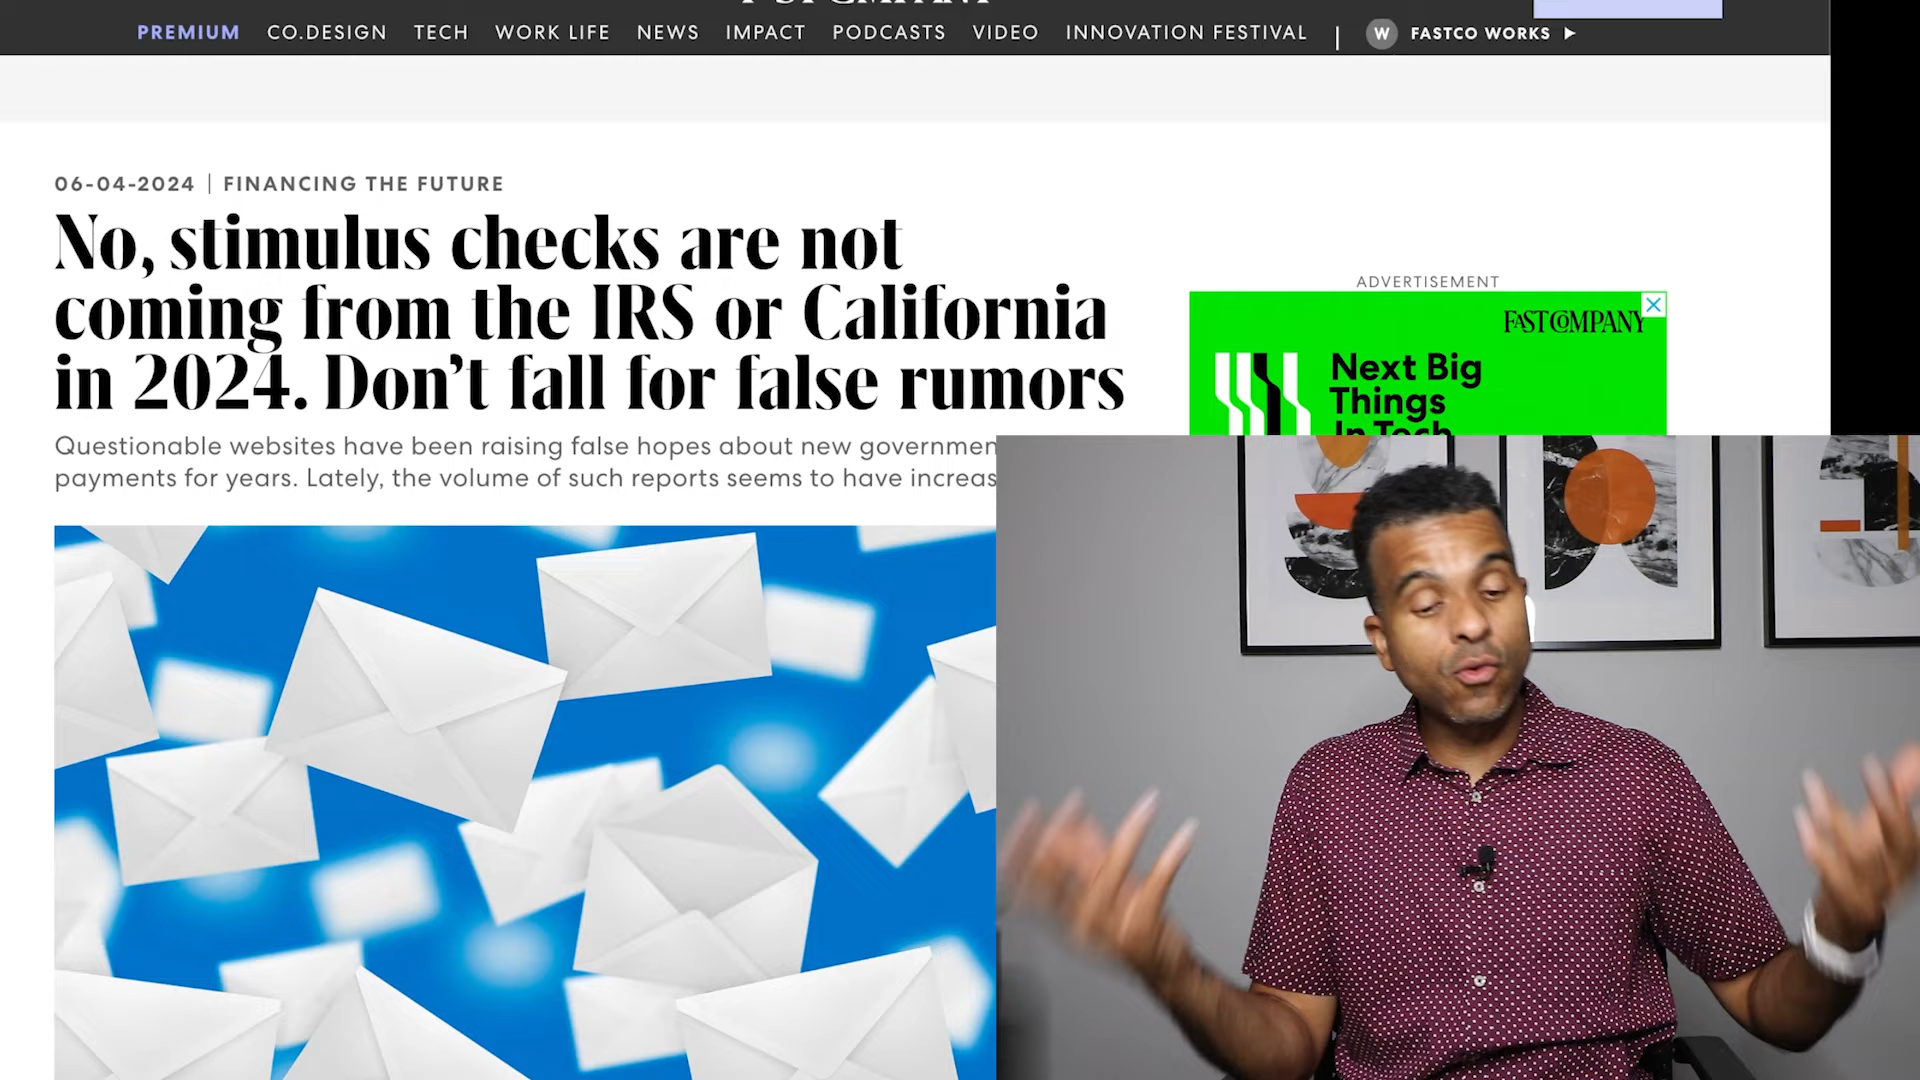 PREMIUM CO.DESIGN TECH WORK LIFE NEWS IMPACT PODCASTS VIDEO INNOVATION FESTIVAL | W FASTCO WORKS
06-04-2024 | FINANCING THE FUTURE
No, stimulus checks are not
coming from the IRS or California
in 2024. Don’t fall for false rumors
Questionable websites have been raising false hopes about new
payments for years. Lately, the volume of such reports seems to have
ADVERTISEMENT
FAST COMPANY
Next Big
Things
In Tech